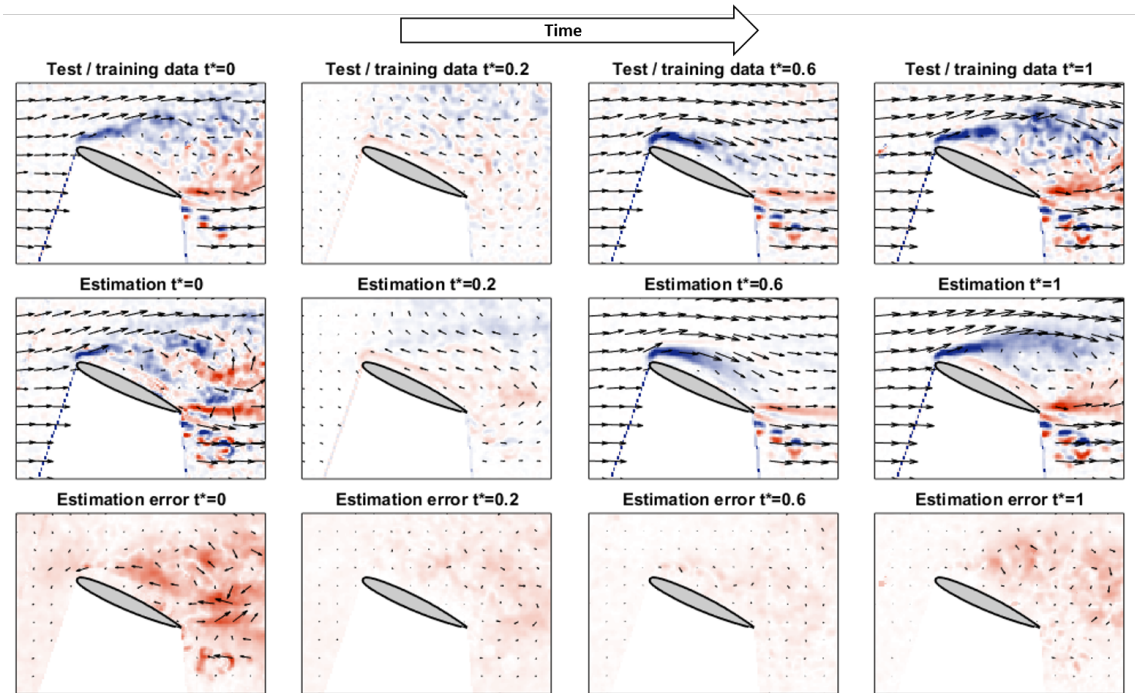 Time
Test / training data t*=0
Test / training data t*=0.2
Test / training data t*=0.6
Test / training data t*=1
Estimation t*=0
Estimation t*=0.2
Estimation t*=0.6
Estimation t*=1
Estimation error t*=0
Estimation error t*=0.2
Estimation error t*=0.6
Estimation error t*=1